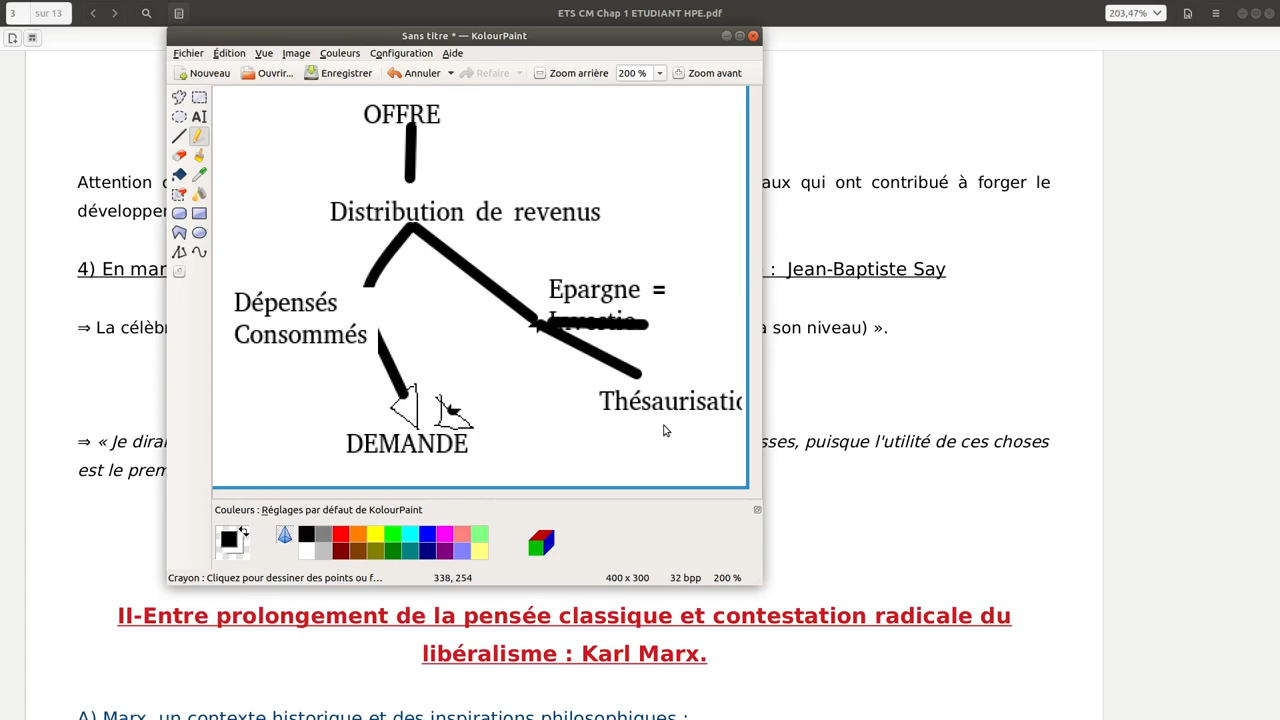 3 sur 13
ETS CM Chap 1 ETUDIANT HPE.pdf
203,47%
Sans titre * — KolourPaint
Fichier Édition Vue Image Couleurs Configuration Aide
Nouveau Ouvrir... Enregistrer Annuler Refaire Zoom arrière 200 % Zoom avant
OFFRE
Distribution de revenus
Epargne =
Investio
Dépensés
Consommés
Thésaurisatio
DEMANDE
Couleurs : Réglages par défaut de KolourPaint
Crayon : Cliquez pour dessiner des points ou f... 338, 254 400 x 300 32 bpp 200 %
Attention aux qui ont contribué à forger le
développer
4) En mar : Jean-Baptiste Say
⇒ La célèb a son niveau) ».
⇒ « Je dirai sses, puisque l'utilité de ces choses
est le prem
II-Entre prolongement de la pensée classique et contestation radicale du
libéralisme : Karl Marx.
A) Marx, un contexte historique et des inspirations philosophiques :